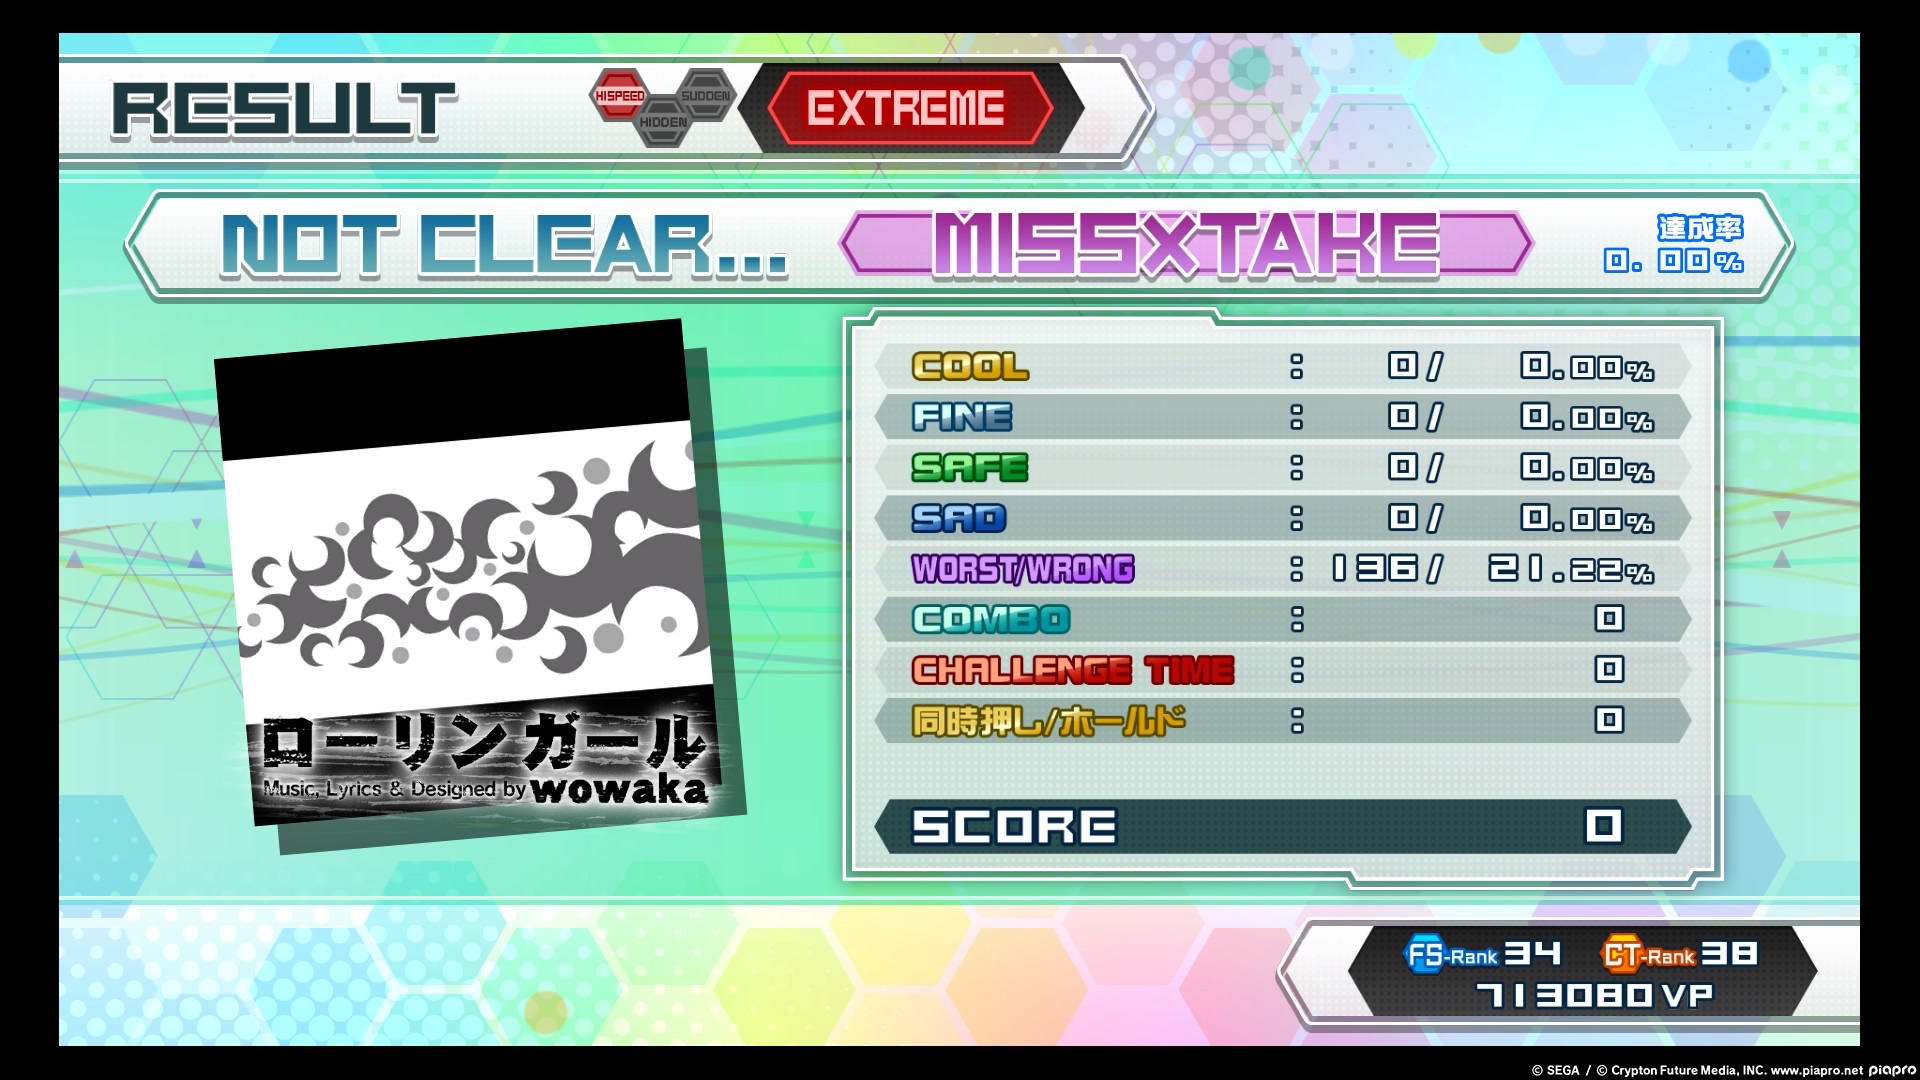 RESULT
HISPEED
HIDDEN
SUDDEN
EXTREME
NOT CLEAR...
MISS×TAKE
達成率
0.00%
COOL : 0/ 0.00%
FINE : 0/ 0.00%
SAFE : 0/ 0.00%
SAD : 0/ 0.00%
WORST/WRONG : 136/ 21.22%
COMBO : 0
CHALLENGE TIME : 0
同時押し/ホールド : 0
SCORE 0
ローリンガール
Music, Lyrics & Designed by wowaka
FS-Rank 34 CT-Rank 38
713080 VP
© SEGA / © Crypton Future Media, INC. www.piapro.net piapro